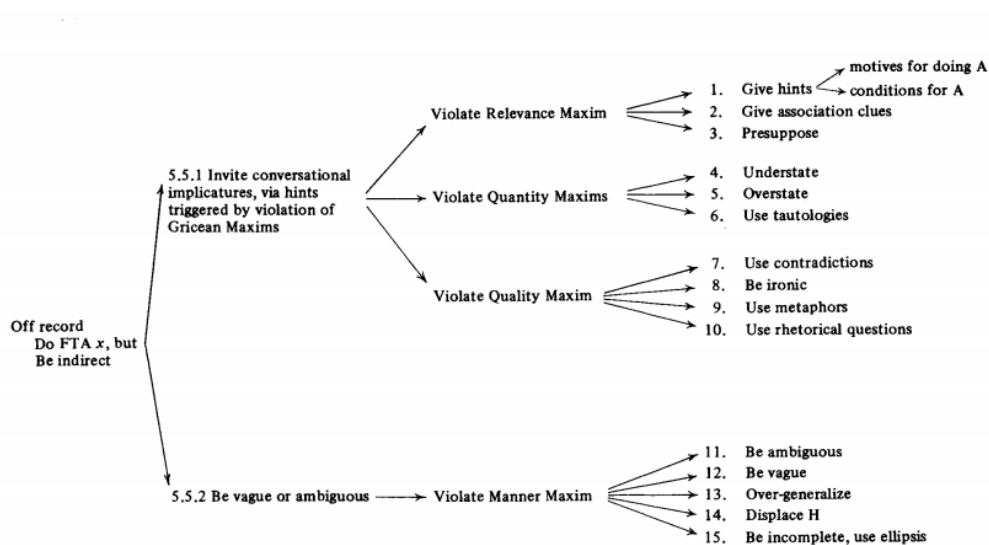 motives for doing A
1. Give hints
conditions for A
Violate Relevance Maxim
2. Give association clues
3. Presuppose
5.5.1 Invite conversational
implicatures, via hints
triggered by violation of
Gricean Maxims
4. Understate
Violate Quantity Maxims
5. Overstate
6. Use tautologies
7. Use contradictions
Violate Quality Maxim
8. Be ironic
9. Use metaphors
10. Use rhetorical questions
Off record
Do FTA x, but
Be indirect
11. Be ambiguous
12. Be vague
5.5.2 Be vague or ambiguous
Violate Manner Maxim
13. Over-generalize
14. Displace H
15. Be incomplete, use ellipsis